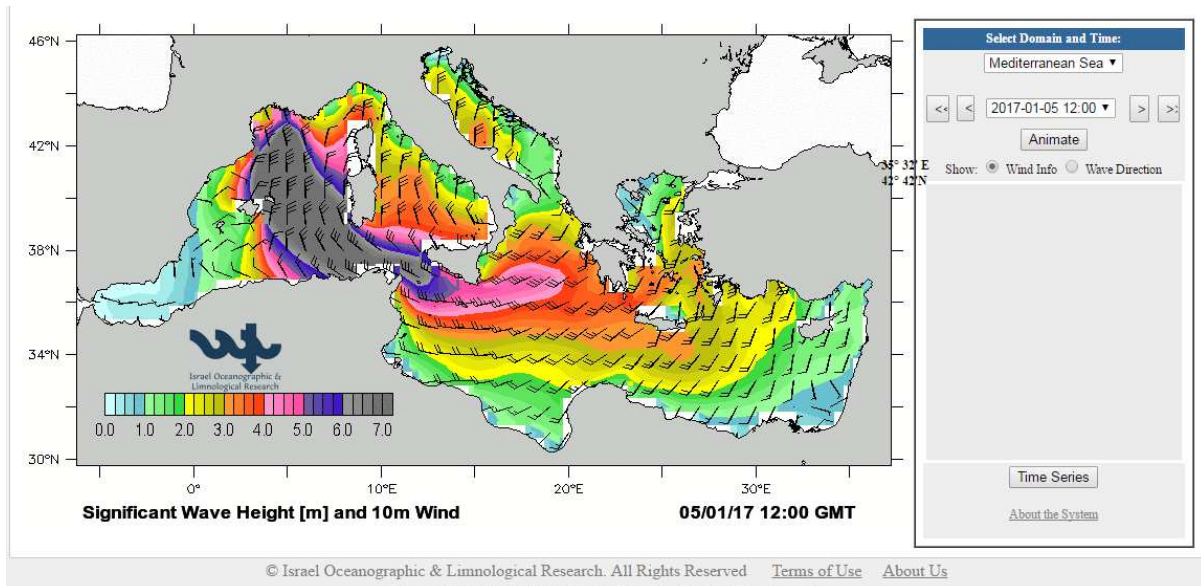 Select Domain and Time:
Mediterranean Sea
<< < 2017-01-05 12:00 > >:
Animate
35° 32' E
42° 42'N
Show: Wind Info Wave Direction
46°N
42°N
38°N
34°N
30°N
Israel Oceanographic &
Limnological Research
0.0 1.0 2.0 3.0 4.0 5.0 6.0 7.0
0° 10°E 20°E 30°E
Significant Wave Height [m] and 10m Wind 05/01/17 12:00 GMT
Time Series
About the System
© Israel Oceanographic & Limnological Research. All Rights Reserved Terms of Use About Us